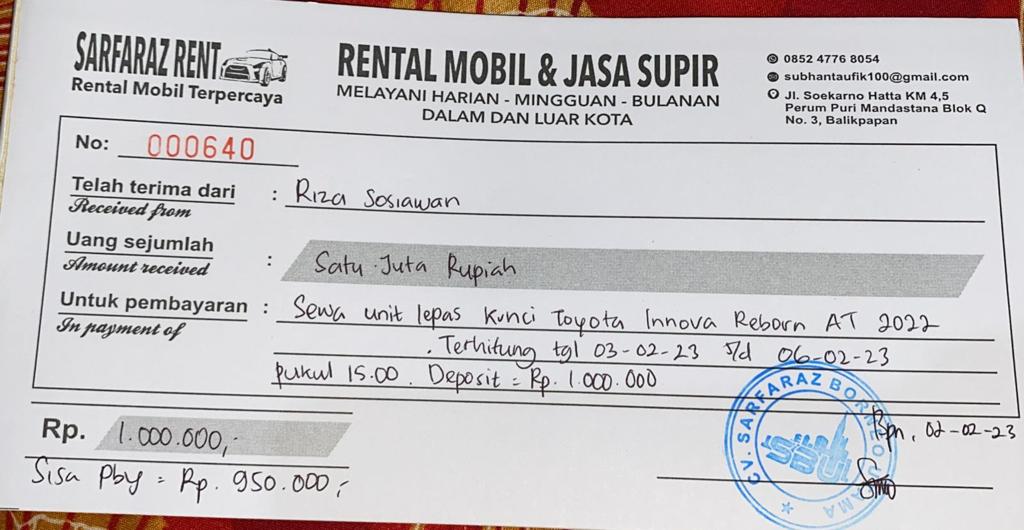 SARFARAZ RENT
Rental Mobil Terpercaya
RENTAL MOBIL & JASA SUPIR
MELAYANI HARIAN - MINGGUAN - BULANAN
DALAM DAN LUAR KOTA
0852 4776 8054
subhantaufik100@gmail.com
Jl. Soekarno Hatta KM 4,5
Perum Puri Mandastana Blok Q
No. 3, Balikpapan
No: 000640
Telah terima dari : Riza Sosiawan
Received from
Uang sejumlah : Satu Juta Rupiah
Amount received
Untuk pembayaran : Sewa unit lepas kunci Toyota Innova Reborn AT 2022
In payment of
. Terhitung tgl 03-02-23 s/d 06-02-23
pukul 15.00. Deposit = Rp. 1.000.000
Rp. 1.000.000,-
Bpn, 02-02-23
Sisa pby = Rp. 950.000,-
CV. SARFARAZ BORNEO